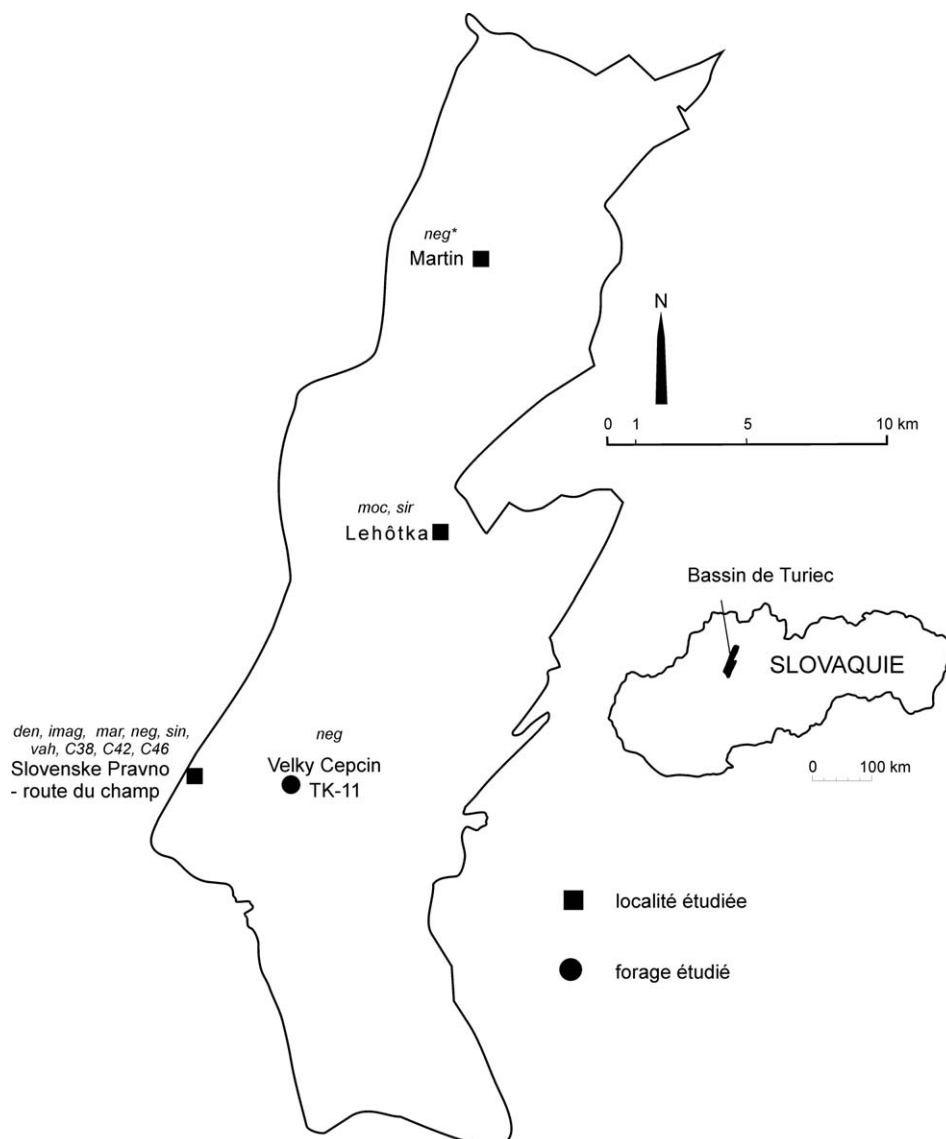 neg*
Martin
N
0 1 5 10 km
moc, sir
Lehôtka
Bassin de Turiec
SLOVAQUIE
0 100 km
den, imag, mar, neg, sin,
vah, C38, C42, C46
Slovenske Pravno
- route du champ
neg
Velky Cepcin
TK-11
localité étudiée
forage étudié